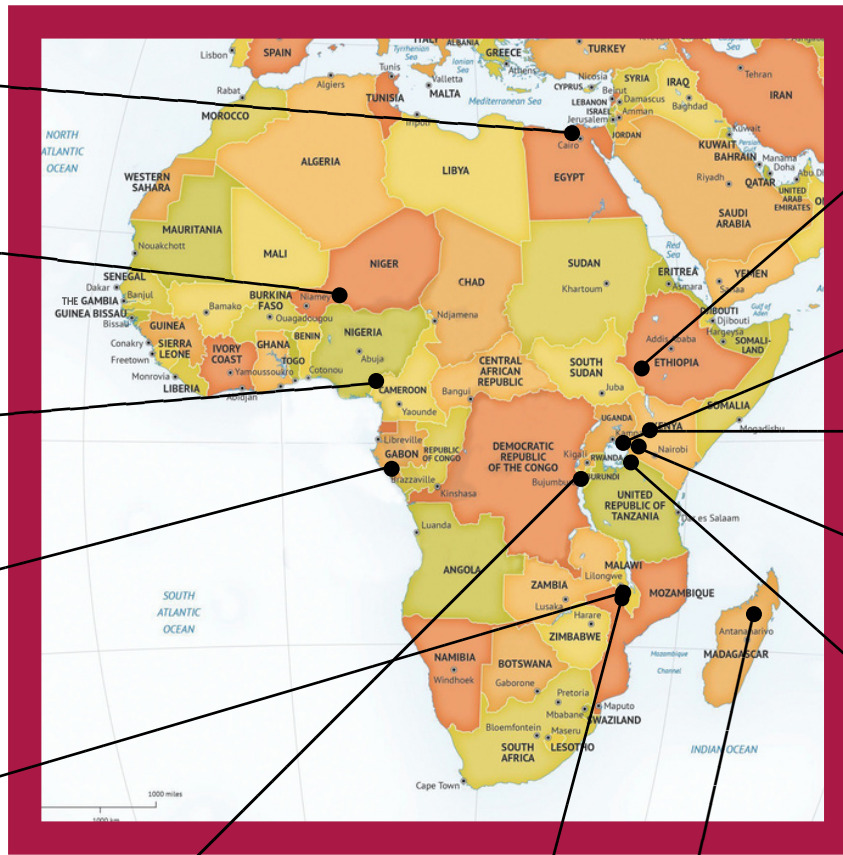 ITALY
ALBANIA
GREECE
TURKEY
Lisbon
SPAIN
Tyrrhenian
Sea
Ionian
Sea
Athens
Tunis
Valletta
MALTA
Mediterranean Sea
Algiers
Rabat
MOROCCO
TUNISIA
Tripoli
Nicosia
CYPRUS
SYRIA
Beirut
LEBANON
Damascus
ISRAEL
Amman
Jerusalem
JORDAN
IRAQ
Baghdad
Tehran
IRAN
Kuwait
KUWAIT
Persian
Gulf
BAHRAIN
Manama
Doha
QATAR
Abu D
UNITED
ARAB
EMIRATES
Riyadh
SAUDI
ARABIA
Cairo
NORTH
ATLANTIC
OCEAN
WESTERN
SAHARA
ALGERIA
LIBYA
EGYPT
MAURITANIA
Nouakchott
MALI
NIGER
CHAD
SUDAN
Khartoum
Red
Sea
ERITREA
Asmara
YEMEN
Sanaa
Gulf of
Aden
DJIBOUTI
Djibouti
Hargeysa
SOMALI-
LAND
SENEGAL
Dakar
Banjul
THE GAMBIA
GUINEA BISSAU
Bissau
Bamako
BURKINA
FASO
Niamey
Ouagadougou
Ndjamena
GUINEA
Conakry
SIERRA
LEONE
Freetown
Monrovia
LIBERIA
IVORY
COAST
Yamoussoukro
Abidjan
GHANA
TOGO
BENIN
Cotonou
NIGERIA
Abuja
CAMEROON
Yaounde
CENTRAL
AFRICAN
REPUBLIC
Bangui
SOUTH
SUDAN
Juba
Addis Ababa
ETHIOPIA
SOMALIA
Mogadishu
UGANDA
KENYA
Nairobi
Libreville
GABON
REPUBLIC
OF CONGO
Brazzaville
Kinshasa
DEMOCRATIC
REPUBLIC
OF THE CONGO
Kigali
RWANDA
Bujumbura
BURUNDI
UNITED
REPUBLIC OF
TANZANIA
Dar es Salaam
Luanda
ANGOLA
ZAMBIA
Lusaka
MALAWI
Lilongwe
MOZAMBIQUE
Harare
ZIMBABWE
SOUTH
ATLANTIC
OCEAN
NAMIBIA
Windhoek
BOTSWANA
Gaborone
Pretoria
Mbabane
Maputo
SWAZILAND
Bloemfontein
Maseru
LESOTHO
SOUTH
AFRICA
Cape Town
Mozambique
Channel
Antananarivo
MADAGASCAR
INDIAN OCEAN
1000 miles
1000 km